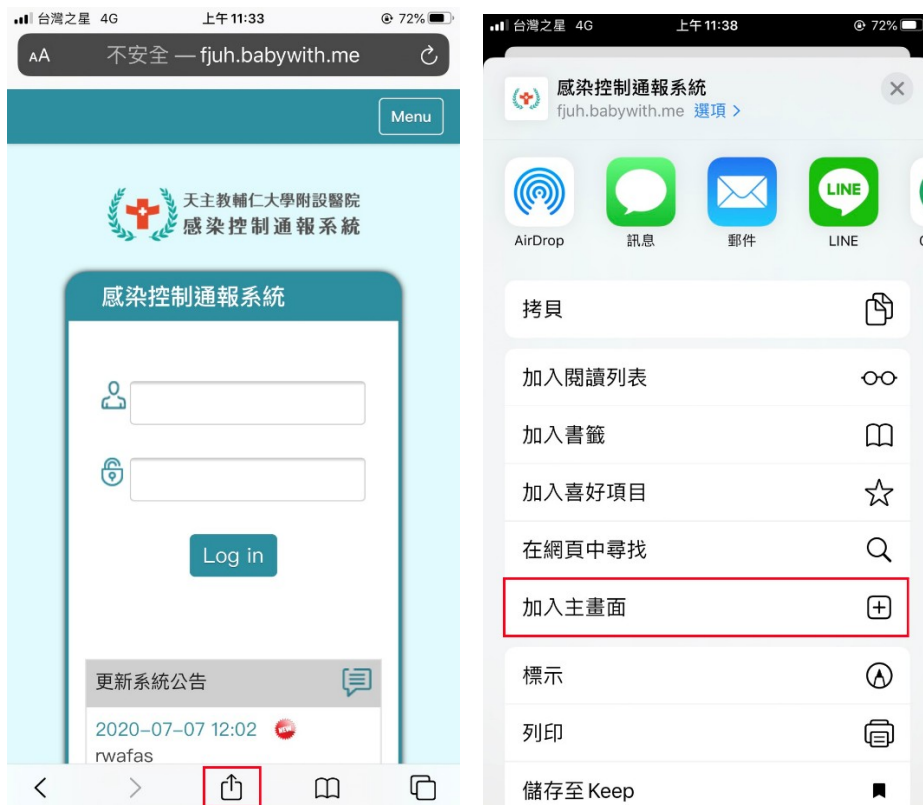 台灣之星 4G 上午11:33 72%
AA 不安全 — fjuh.babywith.me
Menu
天主教輔仁大學附設醫院
感染控制通報系統
感染控制通報系統
Log in
更新系統公告
2020-07-07 12:02 NEW
rwafas
台灣之星 4G 上午11:38 72%
感染控制通報系統
fjuh.babywith.me 選項 >
LINE
AirDrop 訊息 郵件 LINE
拷貝
加入閱讀列表
加入書籤
加入喜好項目
在網頁中尋找
加入主畫面
標示
列印
儲存至 Keep